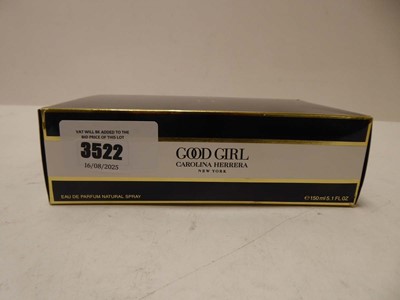 VAT WILL BE ADDED TO THE
BID PRICE OF THIS LOT
3522
16/08/2025
GOOD GIRL
CAROLINA HERRERA
NEW YORK
EAU DE PARFUM NATURAL SPRAY
℮ 150 ml 5.1 FL OZ